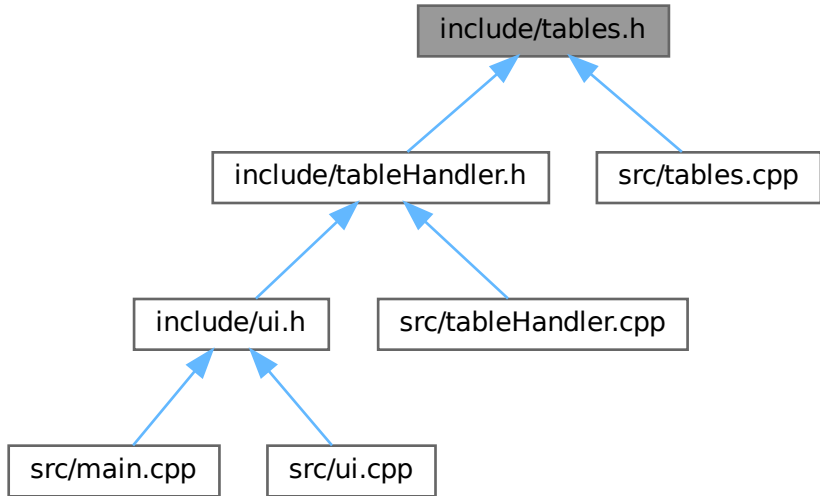 include/tables.h
include/tableHandler.h
src/tables.cpp
include/ui.h
src/tableHandler.cpp
src/main.cpp
src/ui.cpp